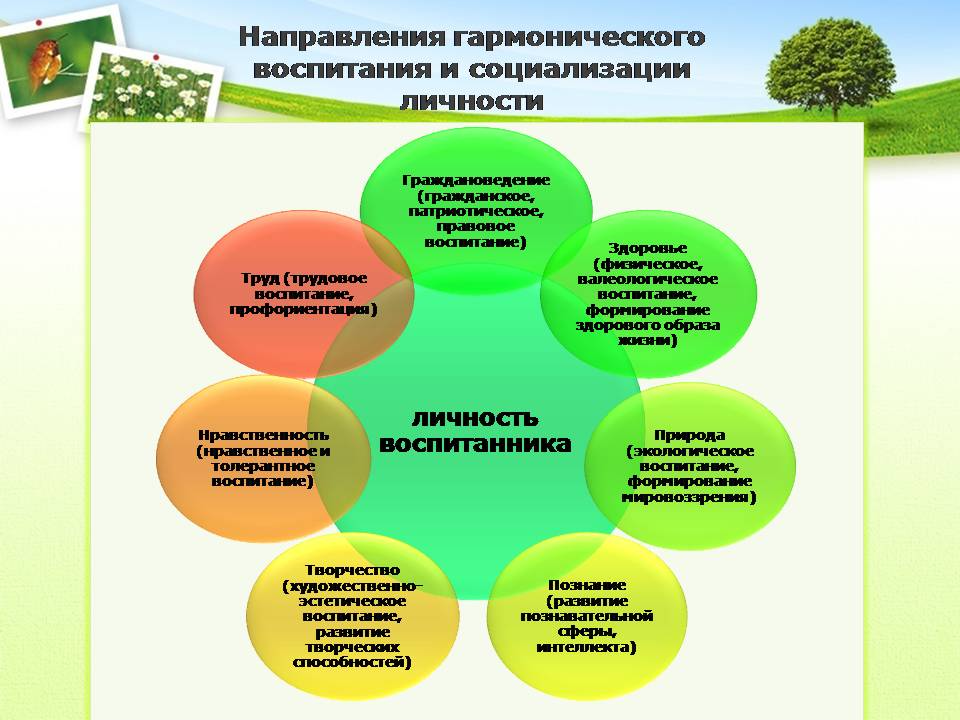 Направления гармонического
воспитания и социализации
личности
Граждановедение
(гражданское,
патриотическое,
правовое
воспитание)
Здоровье
(физическое,
валеологическое
воспитание,
формирование
здорового образа
жизни)
Природа
(экологическое
воспитание,
формирование
мировоззрения)
Познание
(развитие
познавательной
сферы,
интеллекта)
Творчество
(художественно-
эстетическое
воспитание,
развитие
творческих
способностей)
Нравственность
(нравственное и
толерантное
воспитание)
Труд (трудовое
воспитание,
профориентация)
личность
воспитанника